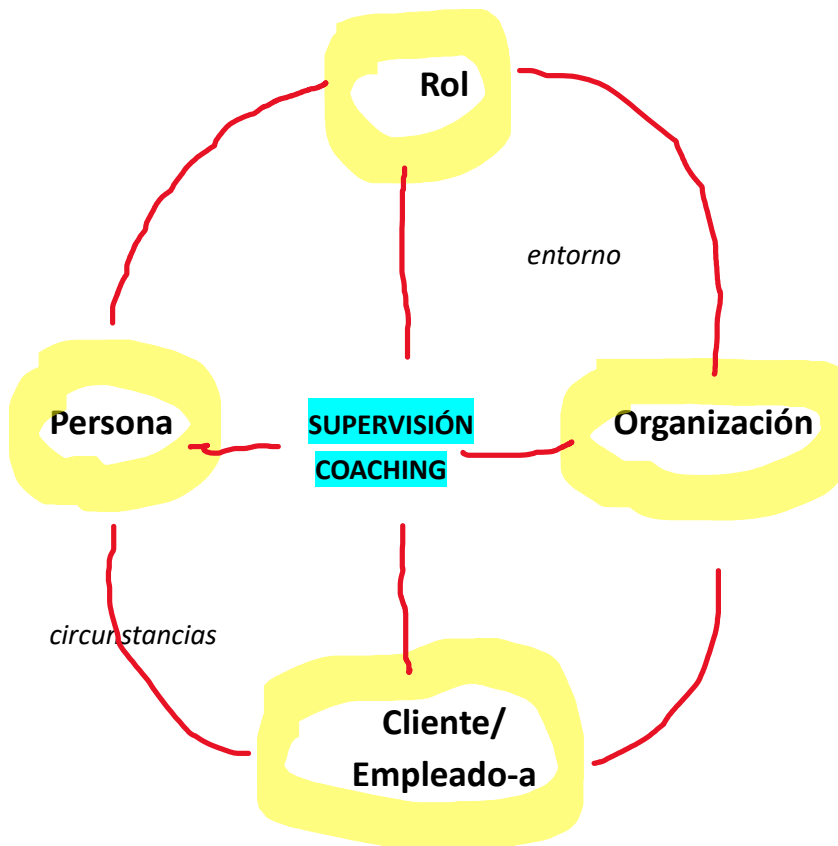 Rol
entorno
Persona
SUPERVISIÓN
COACHING
Organización
circunstancias
Cliente/
Empleado-a